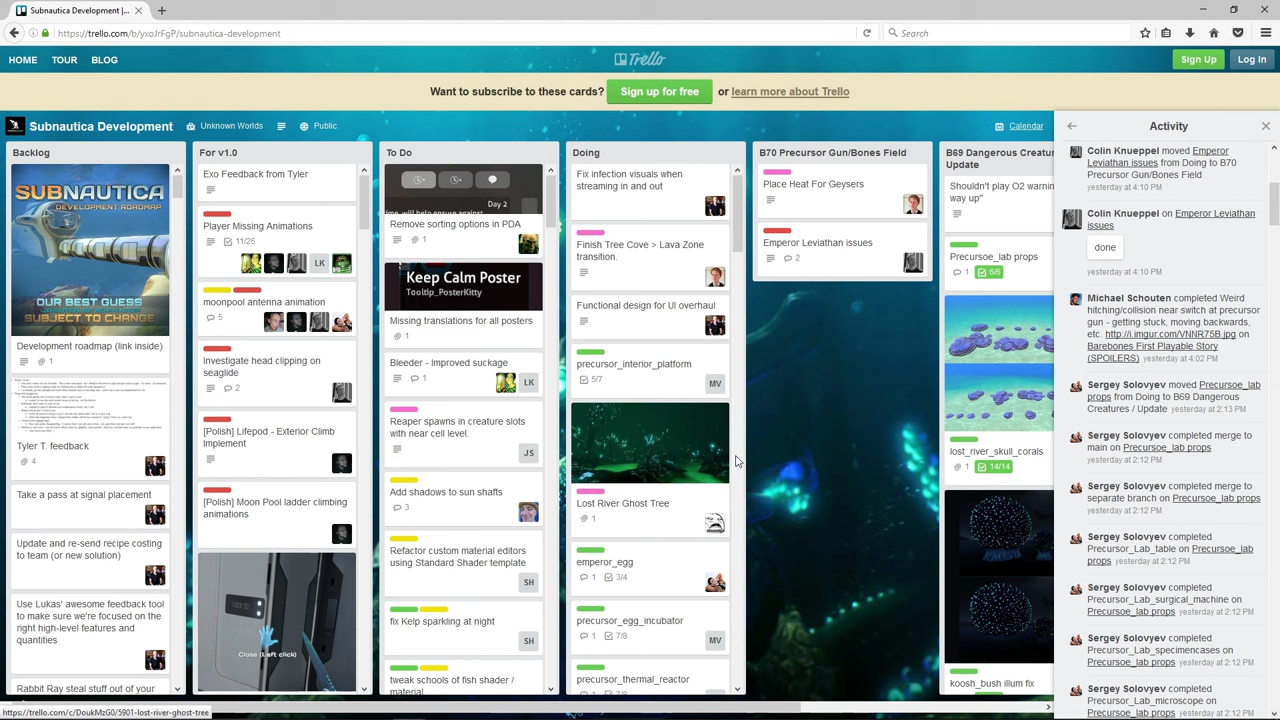 Subnautica Development |...
https://trello.com/b/yxoJrFgP/subnautica-development
Search
HOME
TOUR
BLOG
Trello
Sign Up
Log In
Want to subscribe to these cards?
Sign up for free
or learn more about Trello
Subnautica Development
Unknown Worlds
Public
Calendar
Backlog
SUBNAUTICA
DEVELOPMENT ROADMAP
OUR BEST GUESS
SUBJECT TO CHANGE
Development roadmap (link inside)
1
Tyler T. feedback
4
Take a pass at signal placement
Update and re-send recipe costing
to team (or new solution)
Use Lukas' awesome feedback tool
to make sure we're focused on the
right high-level features and
quantities
Rabbit Ray steal stuff out of your
For v1.0
Exo Feedback from Tyler
Player Missing Animations
11/26
LK
moonpool antenna animation
5
Investigate head clipping on
seaglide
2
[Polish] Lifepod - Exterior Climb
Implement
[Polish] Moon Pool ladder climbing
animations
Close (Left click)
To Do
Day 2
time, will help ensure against
Remove sorting options in PDA
1
Keep Calm Poster
Tooltip_PosterKitty
Missing translations for all posters
1
Bleeder - Improved suckage
1
LK
Reaper spawns in creature slots
with near cell level.
JS
Add shadows to sun shafts
3
Refactor custom material editors
using Standard Shader template
SH
fix Kelp sparkling at night
SH
tweak schools of fish shader /
material
Doing
Fix infection visuals when
streaming in and out
Finish Tree Cove > Lava Zone
transition.
Functional design for UI overhaul
precursor_interior_platform
5/7
MV
Lost River Ghost Tree
1
emperor_egg
1
3/4
precursor_egg_incubator
1
7/8
MV
precursor_thermal_reactor
1
7/8
B70 Precursor Gun/Bones Field
Place Heat For Geysers
Emperor Leviathan issues
2
B69 Dangerous Creatur
Update
Shouldn't play O2 warnin
way up"
Precursoe_lab props
1
6/6
lost_river_skull_corals
1
14/14
koosh_bush illum fix
Activity
Colin Knueppel moved Emperor
Leviathan issues from Doing to B70
Precursor Gun/Bones Field
yesterday at 4:10 PM
Colin Knueppel on Emperor Leviathan
issues
done
yesterday at 4:10 PM
Michael Schouten completed Weird
hitching/collision near switch at precursor
gun - getting stuck, moving backwards,
etc. http://i.imgur.com/VNNR75B.jpg on
Barebones First Playable Story
(SPOILERS) yesterday at 4:02 PM
Sergey Solovyev moved Precursoe_lab
props from Doing to B69 Dangerous
Creatures / Update yesterday at 2:13 PM
Sergey Solovyev completed merge to
main on Precursoe_lab props
yesterday at 2:12 PM
Sergey Solovyev completed merge to
separate branch on Precursoe_lab props
yesterday at 2:12 PM
Sergey Solovyev completed
Precursor_Lab_table on Precursoe_lab
props yesterday at 2:12 PM
Sergey Solovyev completed
Precursor_Lab_surgical_machine on
Precursoe_lab props yesterday at 2:12 PM
Sergey Solovyev completed
Precursor_Lab_specimencases on
Precursoe_lab props yesterday at 2:12 PM
Sergey Solovyev completed
Precursor_Lab_microscope on
Precursoe_lab props yesterday at 2:12 PM
https://trello.com/c/DoukMzG0/5901-lost-river-ghost-tree